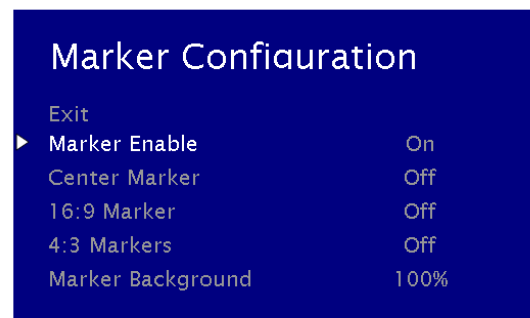 Marker Configuration
Exit
Marker Enable On
Center Marker Off
16:9 Marker Off
4:3 Markers Off
Marker Background 100%